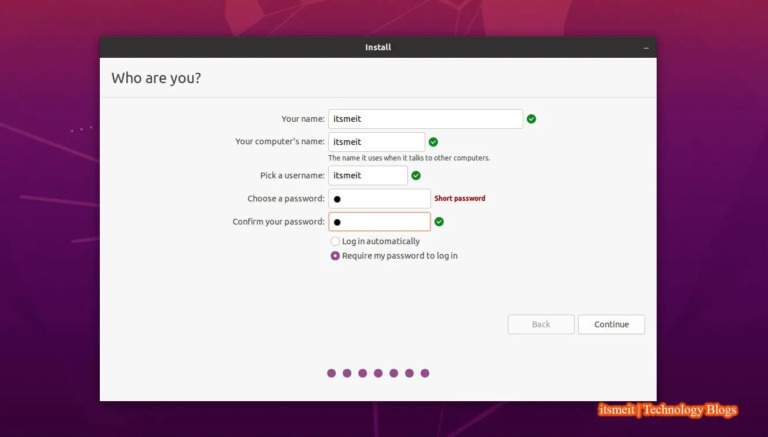 Install
Who are you?
Your name: itsmeit
Your computer's name: itsmeit
The name it uses when it talks to other computers.
Pick a username: itsmeit
Choose a password: ● Short password
Confirm your password: ●
Log in automatically
Require my password to log in
Back Continue
itsmeit | Technology Blogs